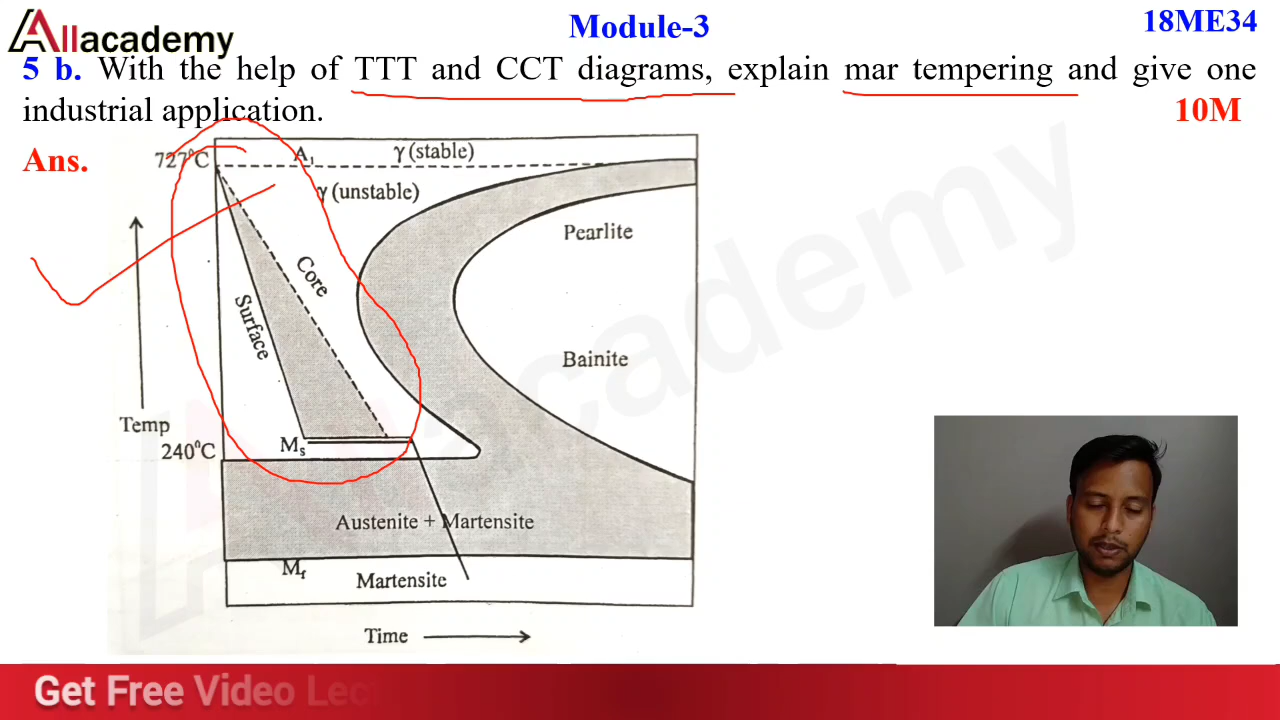 Allacademy
Module-3
18ME34
5 b. With the help of TTT and CCT diagrams, explain mar tempering and give one
industrial application.
10M
Ans.
727°C
A₁
γ (stable)
γ (unstable)
Pearlite
Core
Surface
Bainite
Temp
240°C
Ms
Austenite + Martensite
Mf
Martensite
Time
academy
Get Free Video Lec